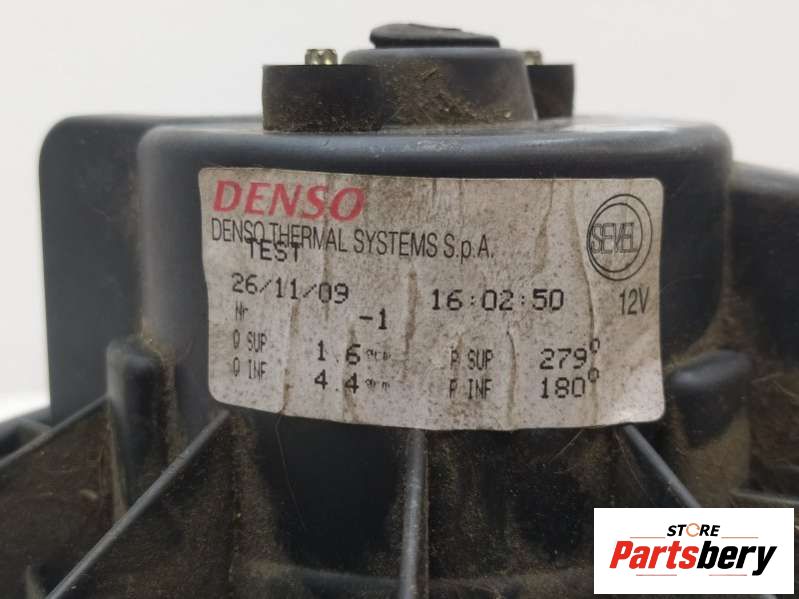 DENSO
DENSO THERMAL SYSTEMS S.p.A.
SEVEL
TEST
26/11/09 16:02:50 12V
Nr -1
Q SUP 1.6 P SUP 279°
Q INF 4.4 P INF 180°
STORE
Partsbery